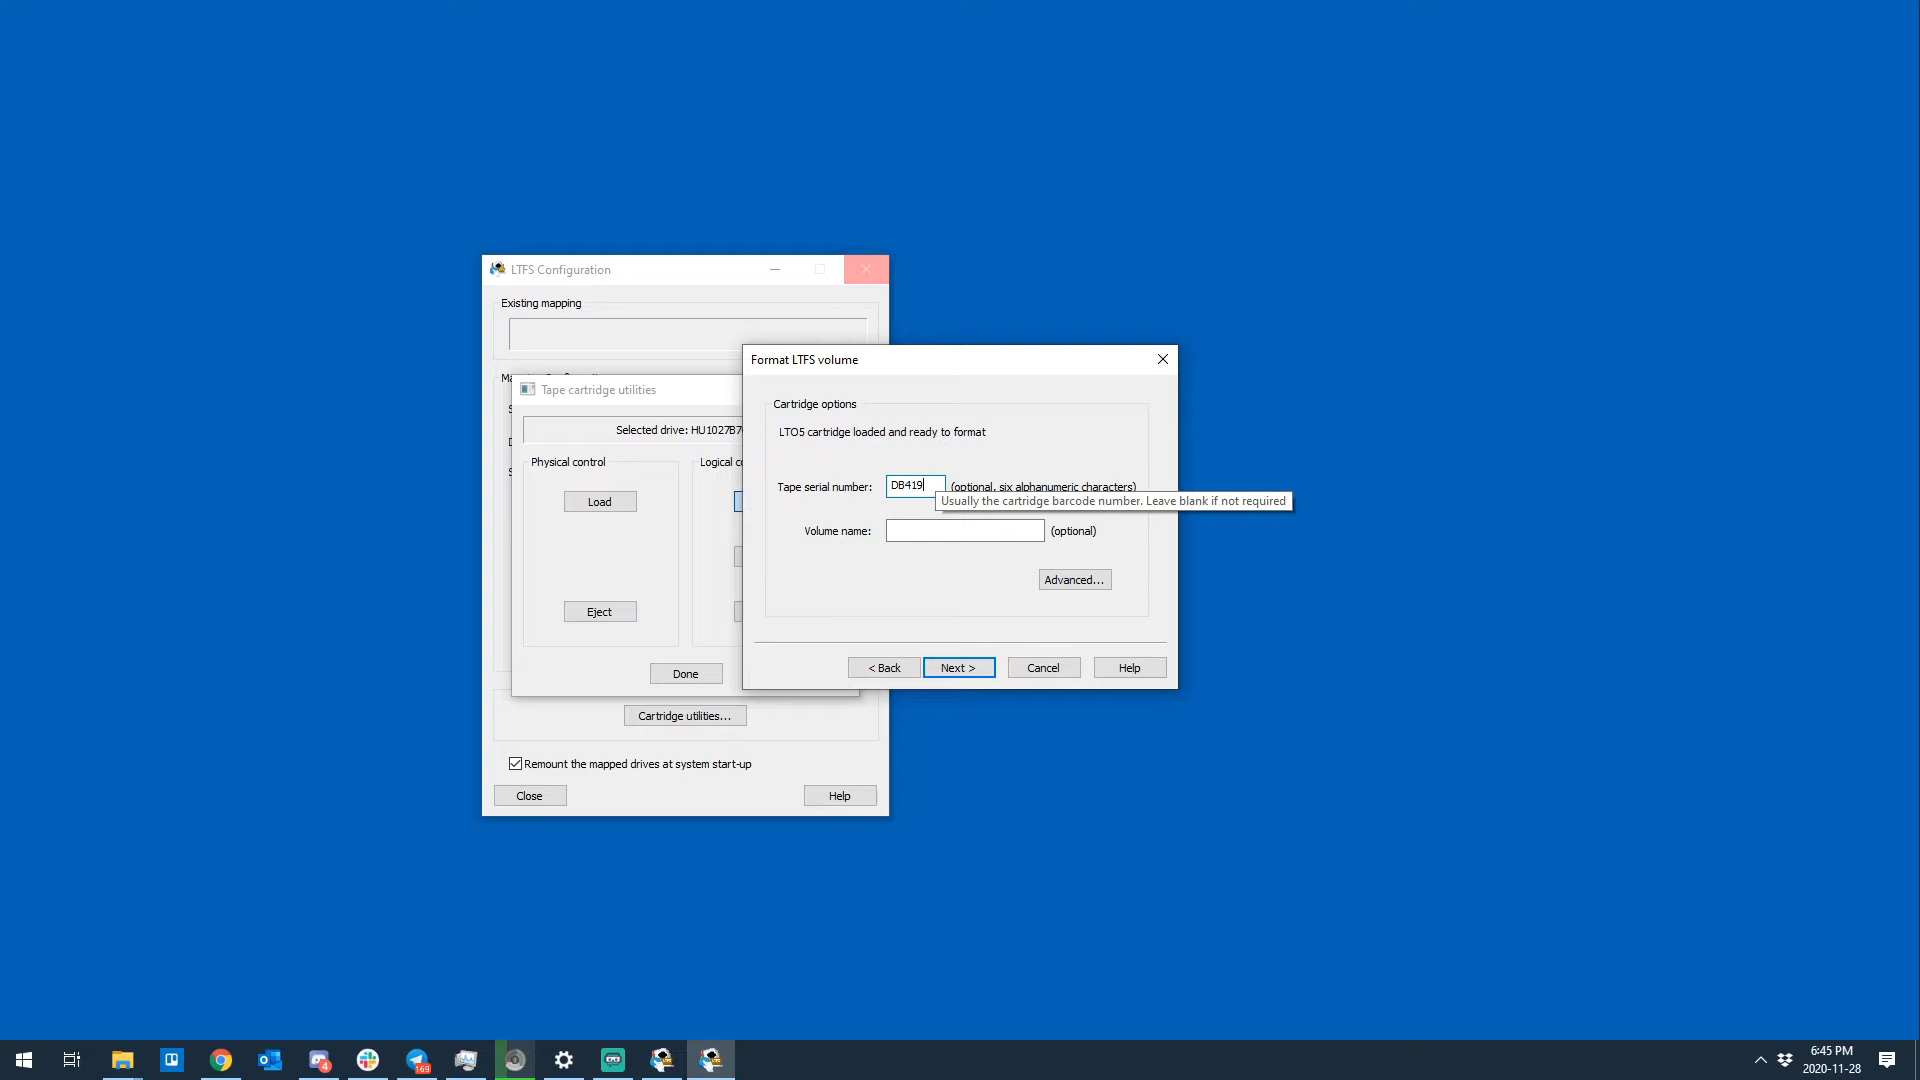 LTFS Configuration
Existing mapping
Format LTFS volume
Tape cartridge utilities
Cartridge options
Selected drive: HU1027B7
LTO5 cartridge loaded and ready to format
Physical control
Logical co
Tape serial number: DB419 (optional, six alphanumeric characters)
Usually the cartridge barcode number. Leave blank if not required
Load
Volume name: (optional)
Advanced...
Eject
< Back
Next >
Cancel
Help
Done
Cartridge utilities...
Remount the mapped drives at system start-up
Close
Help
4
169
6:45 PM
2020-11-28